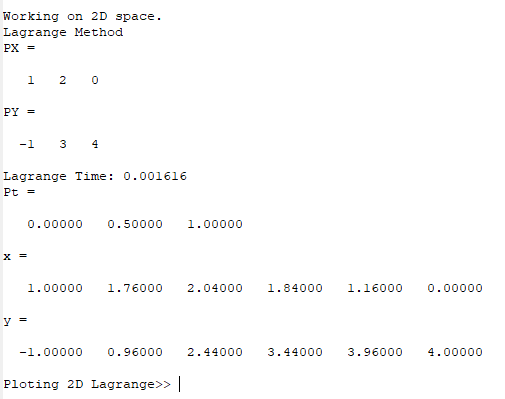 Working on 2D space.
Lagrange Method
PX =
1 2 0
PY =
-1 3 4
Lagrange Time: 0.001616
Pt =
0.00000 0.50000 1.00000
x =
1.00000 1.76000 2.04000 1.84000 1.16000 0.00000
y =
-1.00000 0.96000 2.44000 3.44000 3.96000 4.00000
Ploting 2D Lagrange>>